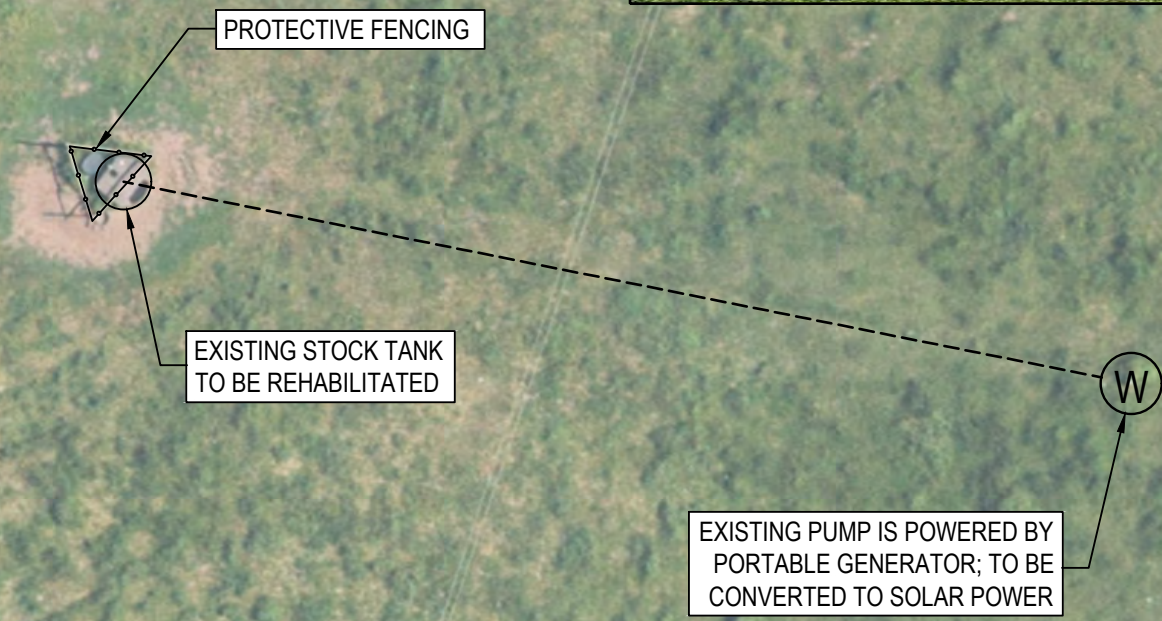 PROTECTIVE FENCING
EXISTING STOCK TANK
TO BE REHABILITATED
W
EXISTING PUMP IS POWERED BY
PORTABLE GENERATOR; TO BE
CONVERTED TO SOLAR POWER